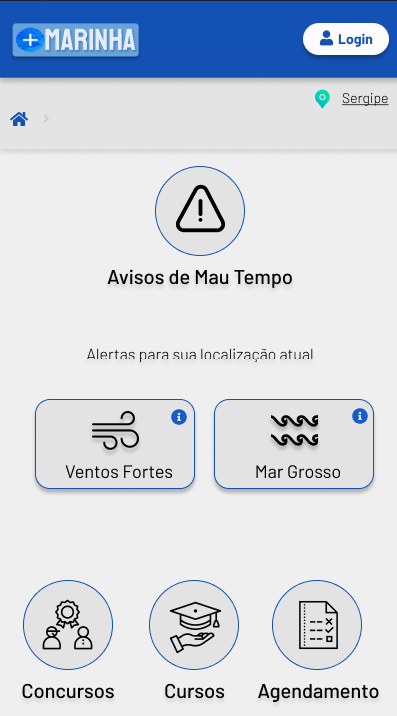 +MARINHA
Login
Sergipe
Avisos de Mau Tempo
Alertas para sua localização atual
Ventos Fortes
Mar Grosso
Concursos
Cursos
Agendamento